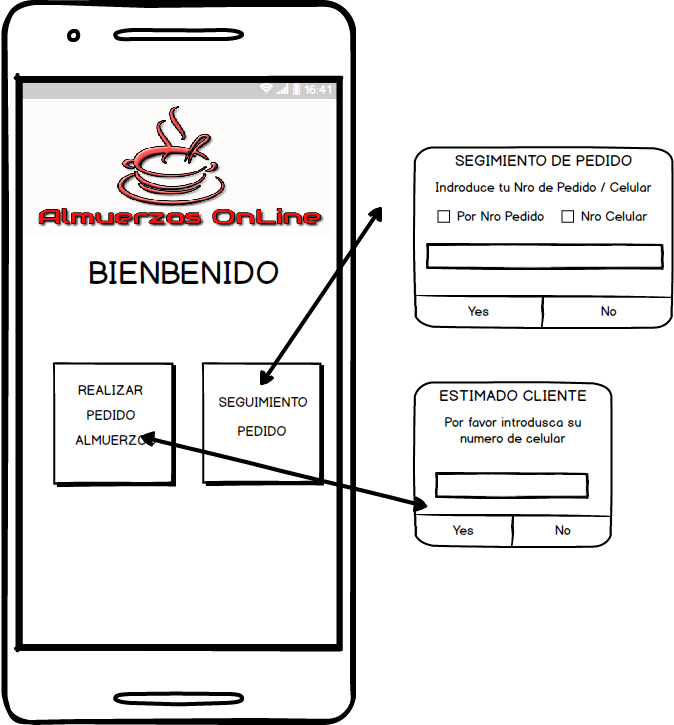 16:41
Almuerzos OnLine
BIENBENIDO
REALIZAR
PEDIDO
ALMUERZOS
SEGUIMIENTO
PEDIDO
SEGIMIENTO DE PEDIDO
Indroduce tu Nro de Pedido / Celular
Por Nro Pedido Nro Celular
Yes No
ESTIMADO CLIENTE
Por favor introdusca su
numero de celular
Yes No